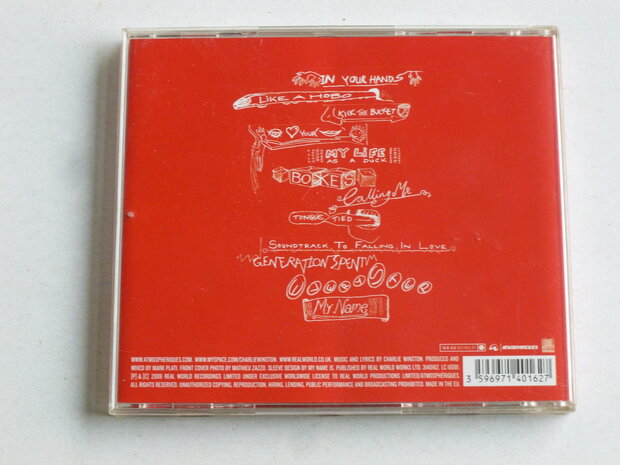 IN YOUR HANDS
LIKE A HOBO
KICK THE BUCKET
I ♥ YOUR
MY LIFE
AS A DUCK
BOXES
Calling Me
TONGUE TIED
SOUNDTRACK TO FALLING IN LOVE
GENERATION SPENT
My Name
REALWORLD
ATMOSPHERIQUES
WWW.ATMOSPHERIQUES.COM. WWW.MYSPACE.COM/CHARLIEWINSTON. WWW.REALWORLD.CO.UK. MUSIC AND LYRICS BY CHARLIE WINSTON. PRODUCED AND
MIXED BY MARK PLATI. FRONT COVER PHOTO BY MATHIEU ZAZZO. SLEEVE DESIGN BY MY NAME IS. PUBLISHED BY REAL WORLD WORKS LTD. 3140162. LC 16091.
(P) & (C) 2009 REAL WORLD RECORDINGS LIMITED UNDER EXCLUSIVE WORLDWIDE LICENSE TO REAL WORLD PRODUCTIONS LIMITED/ATMOSPHÉRIQUES.
ALL RIGHTS RESERVED. UNAUTHORIZED COPYING, REPRODUCTION, HIRING, LENDING, PUBLIC PERFORMANCE AND BROADCASTING PROHIBITED. MADE IN THE EU
3 596971 401627